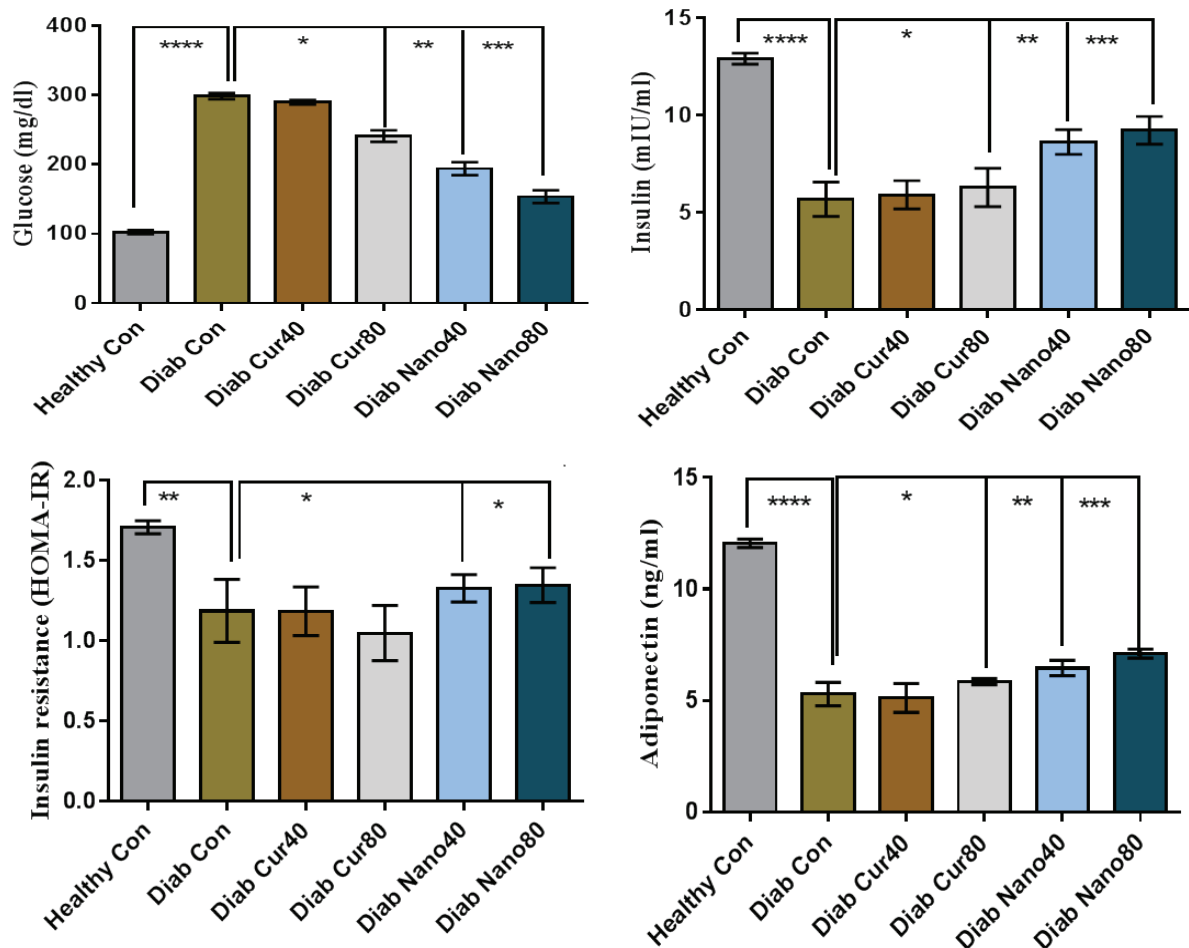 Glucose (mg/dl)
400
300
200
100
0
**** * ** ***
Healthy Con
Diab Con
Diab Cur40
Diab Cur80
Diab Nano40
Diab Nano80
Insulin (mIU/ml)
15
10
5
0
**** * ** ***
Healthy Con
Diab Con
Diab Cur40
Diab Cur80
Diab Nano40
Diab Nano80
Insulin resistance (HOMA-IR)
2.0
1.5
1.0
0.5
0.0
** * *
Healthy Con
Diab Con
Diab Cur40
Diab Cur80
Diab Nano40
Diab Nano80
Adiponectin (ng/ml)
15
10
5
0
**** * ** ***
Healthy Con
Diab Con
Diab Cur40
Diab Cur80
Diab Nano40
Diab Nano80